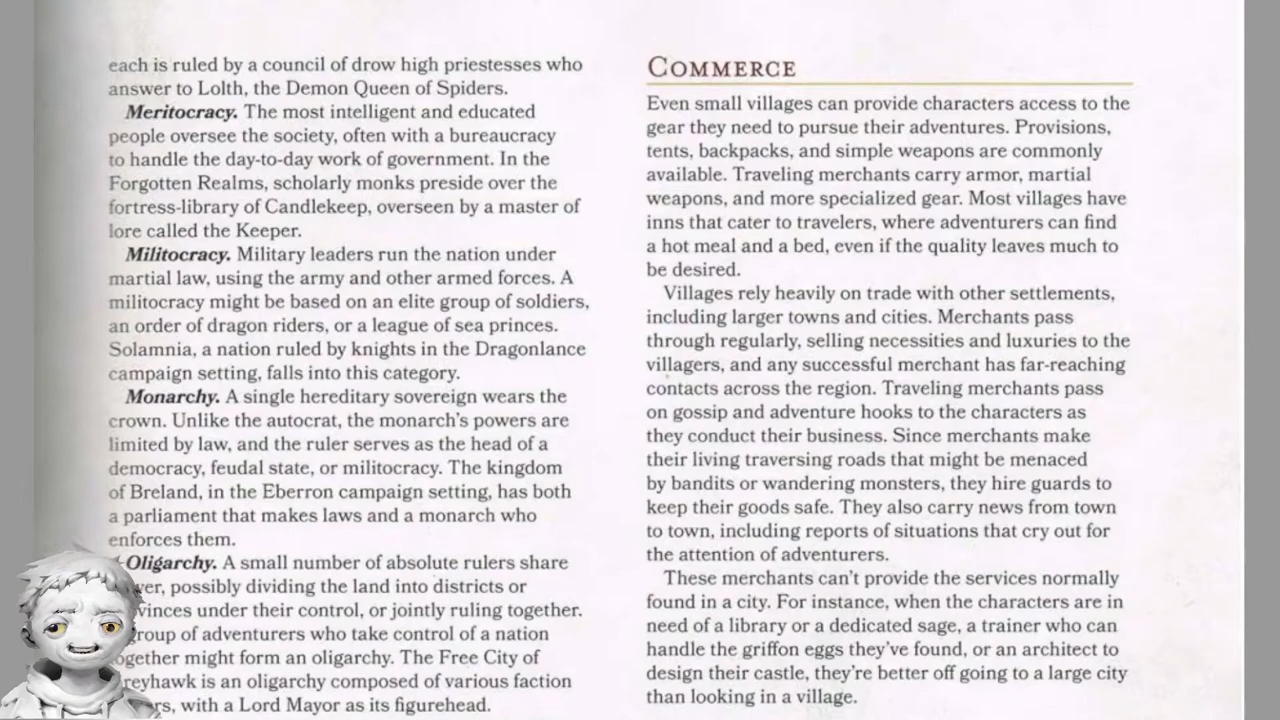 each is ruled by a council of drow high priestesses who
answer to Lolth, the Demon Queen of Spiders.
Meritocracy. The most intelligent and educated
people oversee the society, often with a bureaucracy
to handle the day-to-day work of government. In the
Forgotten Realms, scholarly monks preside over the
fortress-library of Candlekeep, overseen by a master of
lore called the Keeper.
Militocracy. Military leaders run the nation under
martial law, using the army and other armed forces. A
militocracy might be based on an elite group of soldiers,
an order of dragon riders, or a league of sea princes.
Solamnia, a nation ruled by knights in the Dragonlance
campaign setting, falls into this category.
Monarchy. A single hereditary sovereign wears the
crown. Unlike the autocrat, the monarch's powers are
limited by law, and the ruler serves as the head of a
democracy, feudal state, or militocracy. The kingdom
of Breland, in the Eberron campaign setting, has both
a parliament that makes laws and a monarch who
enforces them.
Oligarchy. A small number of absolute rulers share
possibly dividing the land into districts or
under their control, or jointly ruling together.
group of adventurers who take control of a nation
together might form an oligarchy. The Free City of
Greyhawk is an oligarchy composed of various faction
with a Lord Mayor as its figurehead.
COMMERCE
Even small villages can provide characters access to the
gear they need to pursue their adventures. Provisions,
tents, backpacks, and simple weapons are commonly
available. Traveling merchants carry armor, martial
weapons, and more specialized gear. Most villages have
inns that cater to travelers, where adventurers can find
a hot meal and a bed, even if the quality leaves much to
be desired.
Villages rely heavily on trade with other settlements,
including larger towns and cities. Merchants pass
through regularly, selling necessities and luxuries to the
villagers, and any successful merchant has far-reaching
contacts across the region. Traveling merchants pass
on gossip and adventure hooks to the characters as
they conduct their business. Since merchants make
their living traversing roads that might be menaced
by bandits or wandering monsters, they hire guards to
keep their goods safe. They also carry news from town
to town, including reports of situations that cry out for
the attention of adventurers.
These merchants can't provide the services normally
found in a city. For instance, when the characters are in
need of a library or a dedicated sage, a trainer who can
handle the griffon eggs they've found, or an architect to
design their castle, they're better off going to a large city
than looking in a village.